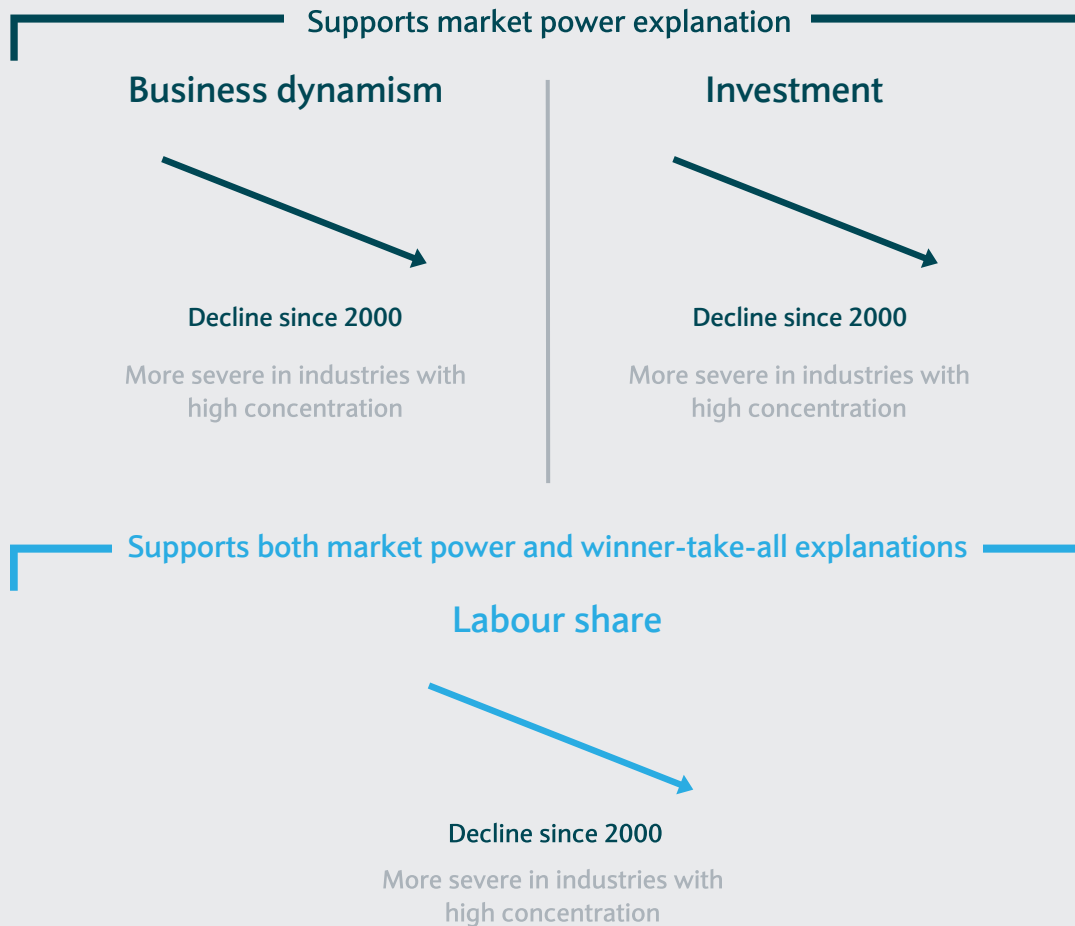 Supports market power explanation
Business dynamism
Decline since 2000
More severe in industries with
high concentration
Investment
Decline since 2000
More severe in industries with
high concentration
Supports both market power and winner-take-all explanations
Labour share
Decline since 2000
More severe in industries with
high concentration